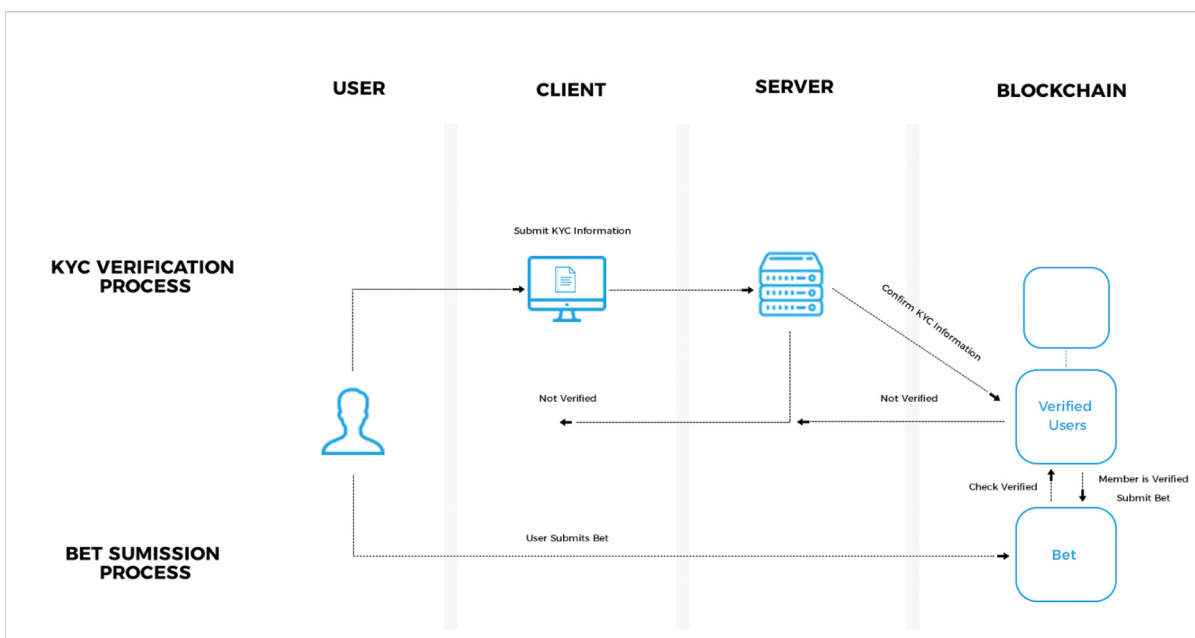 USER
CLIENT
SERVER
BLOCKCHAIN
Submit KYC Information
KYC VERIFICATION
PROCESS
Confirm KYC Information
Not Verified
Not Verified
Verified
Users
Check Verified
Member is Verified
Submit Bet
User Submits Bet
BET SUMISSION
PROCESS
Bet